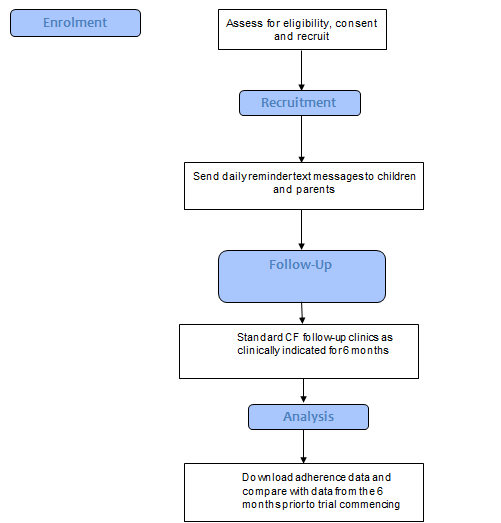 Enrolment
Assess for eligibility, consent
and recruit
Recruitment
Send daily reminder text messages to children
and parents
Follow-Up
Standard CF follow-up clinics as
clinically indicated for 6 months
Analysis
Download adherence data and
compare with data from the 6
months prior to trial commencing